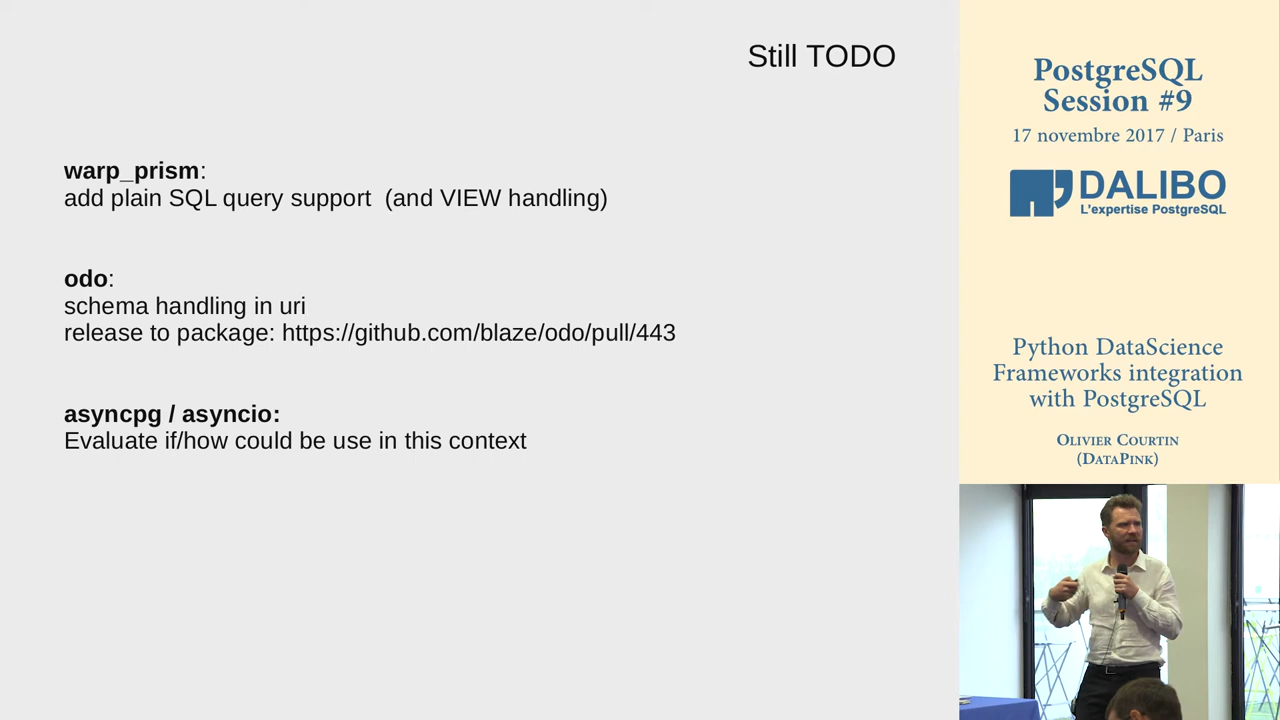 Still TODO
warp_prism:
add plain SQL query support  (and VIEW handling)
odo:
schema handling in uri
release to package: https://github.com/blaze/odo/pull/443
asyncpg / asyncio:
Evaluate if/how could be use in this context
PostgreSQL
Session #9
17 novembre 2017 / Paris
DALIBO
L'expertise PostgreSQL
Python DataScience
Frameworks integration
with PostgreSQL
Olivier Courtin
(DataPink)